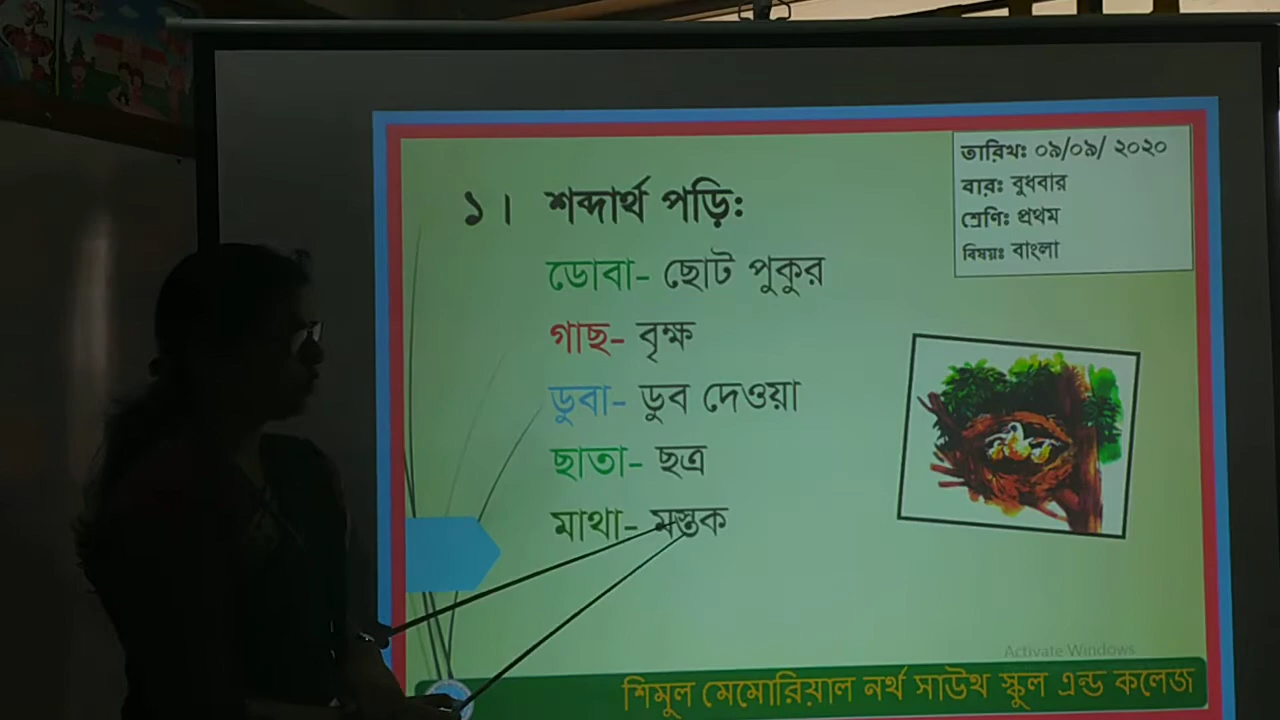 তারিখঃ ০৯/০৯/ ২০২০
বারঃ বুধবার
শ্রেণিঃ প্রথম
বিষয়ঃ বাংলা
১। শব্দার্থ পড়িঃ
ডোবা- ছোট পুকুর
গাছ- বৃক্ষ
ডুবা- ডুব দেওয়া
ছাতা- ছত্র
মাথা- মস্তক
Activate Windows
শিমুল মেমোরিয়াল নর্থ সাউথ স্কুল এন্ড কলেজ